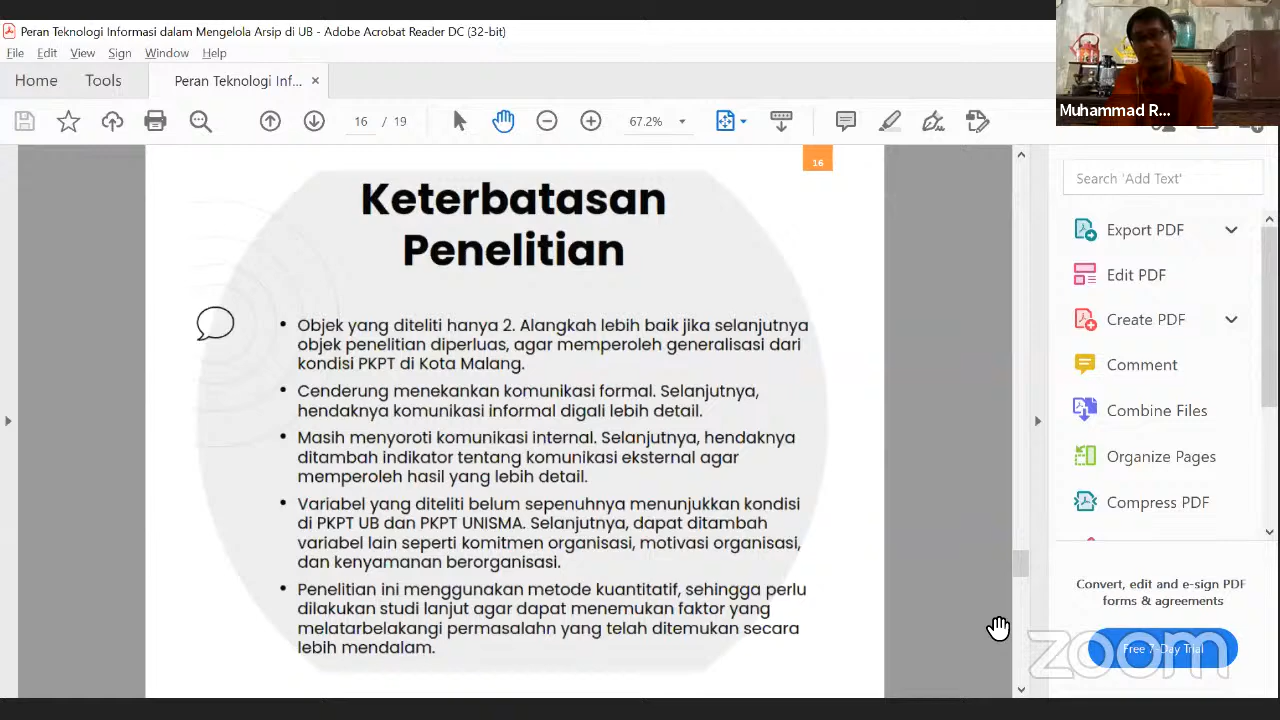 Peran Teknologi Informasi dalam Mengelola Arsip di UB - Adobe Acrobat Reader DC (32-bit)
File Edit View Sign Window Help
Home Tools Peran Teknologi Inf... ×
16 / 19 67.2%
Muhammad R...
16
Keterbatasan
Penelitian
• Objek yang diteliti hanya 2. Alangkah lebih baik jika selanjutnya
objek penelitian diperluas, agar memperoleh generalisasi dari
kondisi PKPT di Kota Malang.
• Cenderung menekankan komunikasi formal. Selanjutnya,
hendaknya komunikasi informal digali lebih detail.
• Masih menyoroti komunikasi internal. Selanjutnya, hendaknya
ditambah indikator tentang komunikasi eksternal agar
memperoleh hasil yang lebih detail.
• Variabel yang diteliti belum sepenuhnya menunjukkan kondisi
di PKPT UB dan PKPT UNISMA. Selanjutnya, dapat ditambah
variabel lain seperti komitmen organisasi, motivasi organisasi,
dan kenyamanan berorganisasi.
• Penelitian ini menggunakan metode kuantitatif, sehingga perlu
dilakukan studi lanjut agar dapat menemukan faktor yang
melatarbelakangi permasalahn yang telah ditemukan secara
lebih mendalam.
Search 'Add Text'
Export PDF
Edit PDF
Create PDF
Comment
Combine Files
Organize Pages
Compress PDF
Convert, edit and e-sign PDF
forms & agreements
Free 7-Day Trial
zoom